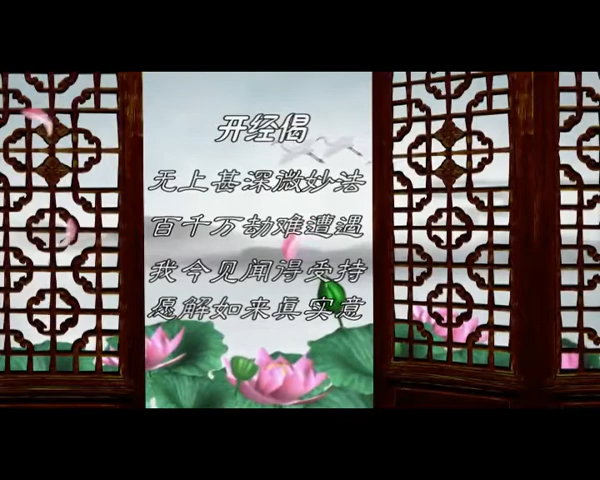 开经偈
无上甚深微妙法
百千万劫难遭遇
我今见闻得受持
愿解如来真实意